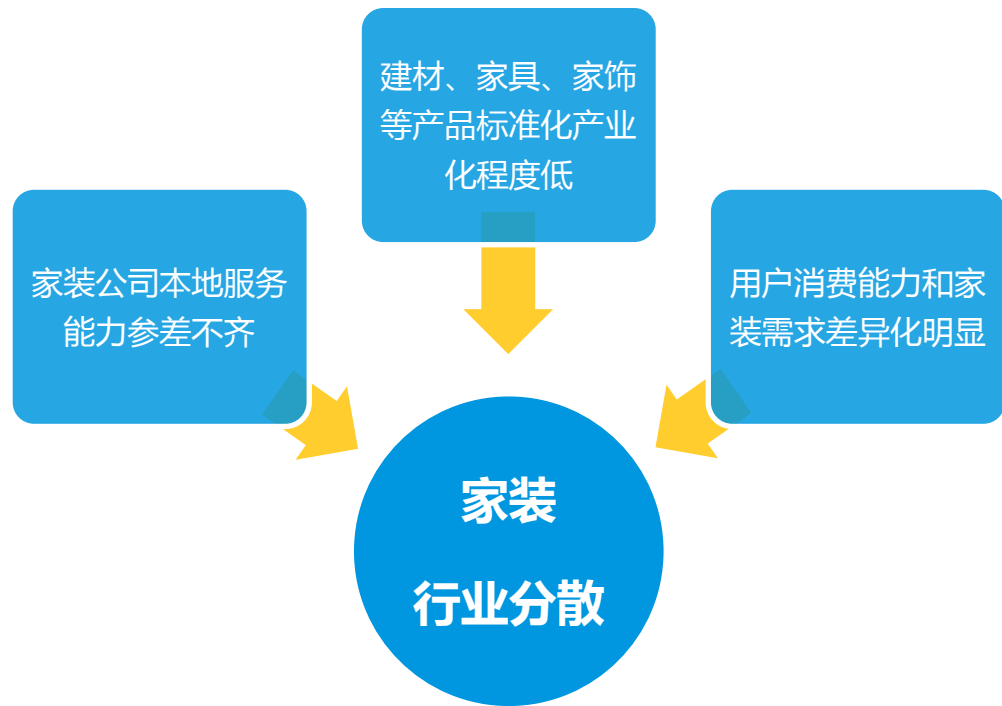 建材、家具、家饰
等产品标准化产业
化程度低
家装公司本地服务
能力参差不齐
用户消费能力和家
装需求差异化明显
家装
行业分散